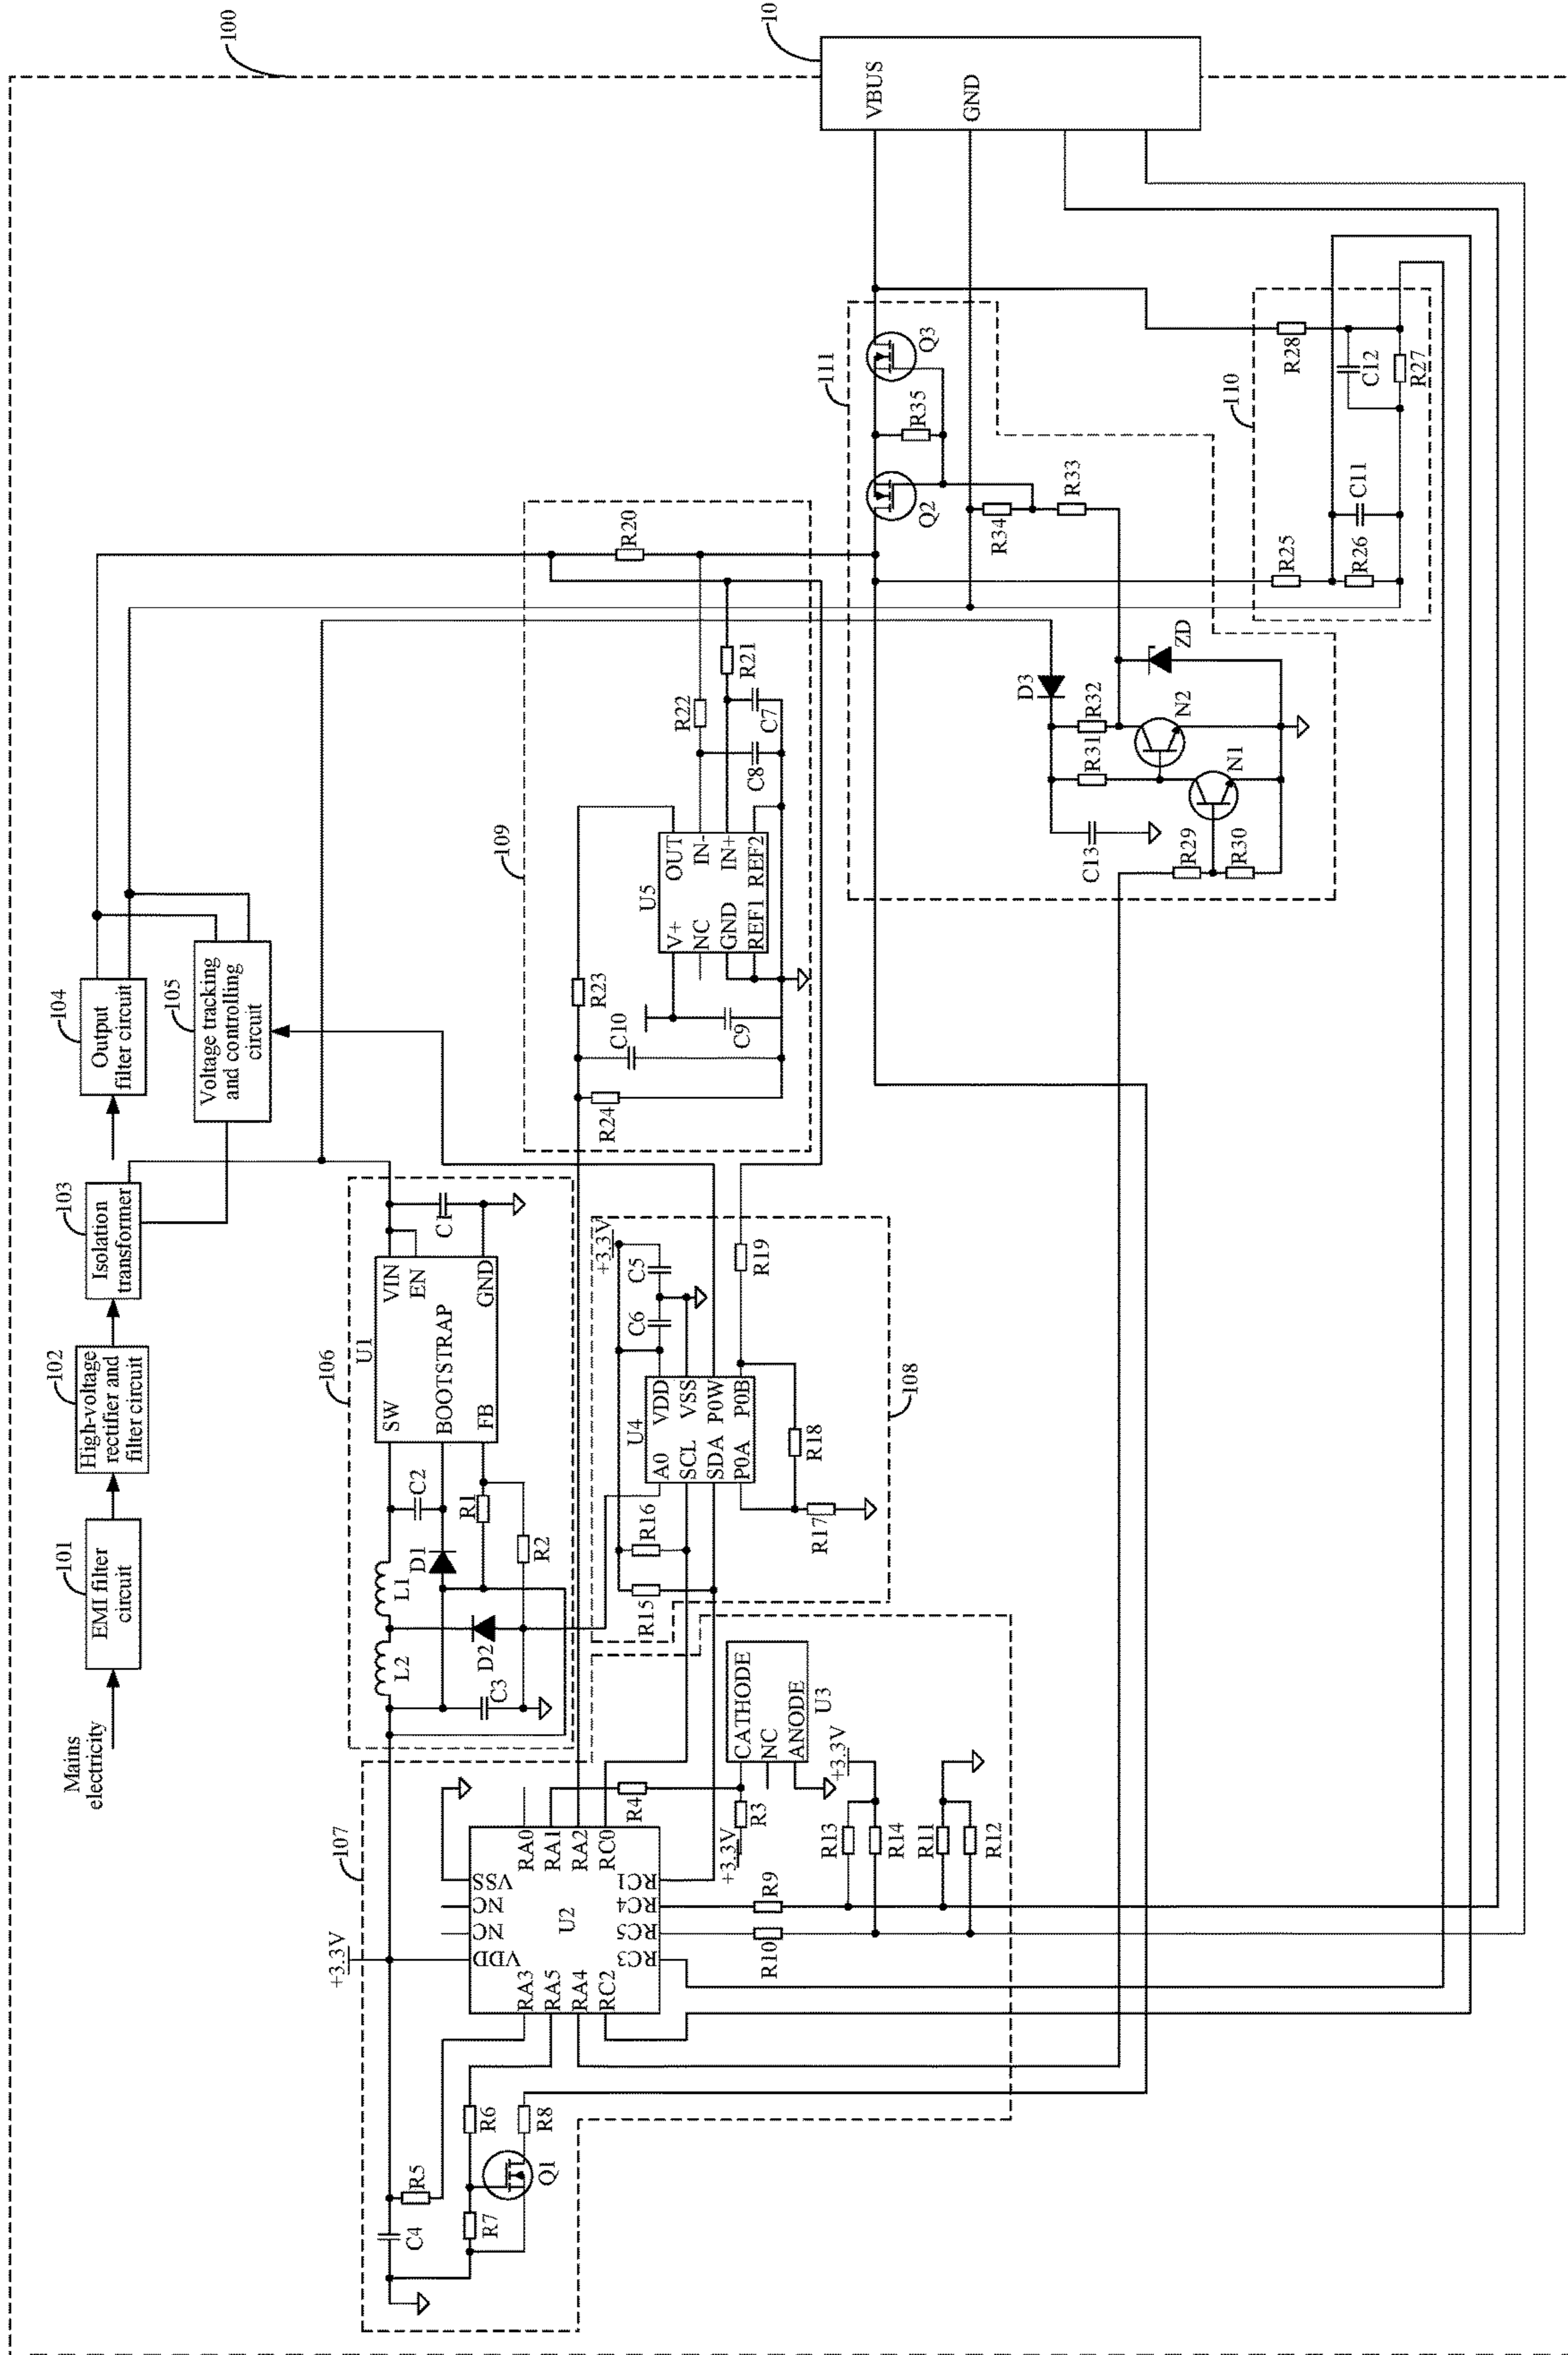 100
10
Mains
electricity
101
EMI filter
circuit
102
High-voltage
rectifier and
filter circuit
103
Isolation
transformer
104
Output
filter circuit
105
Voltage tracking
and controlling
circuit
106
U1
SW
BOOTSTRAP
FB
VIN
EN
GND
L2
L1
C2
D1
R1
R2
D2
C3
C1
107
+3.3V
VDD
NC
NC
VSS
RA3
RA5
RA4
RC2
U2
RA0
RA1
RA2
RC0
RC3
RC5
RC4
RC1
C4
R5
R6
R7
R8
Q1
R4
R3
+3.3V
CATHODE
NC
ANODE
U3
+3.3V
R13
R14
R11
R12
R9
R10
108
+3.3V
C5
C6
U4
A0
SCL
SDA
P0A
VDD
VSS
P0W
P0B
R15
R16
R17
R18
R19
109
R20
R21
R22
R23
R24
C7
C8
C9
C10
U5
V+
NC
GND
REF1
OUT
IN-
IN+
REF2
111
Q2
Q3
R35
R34
R33
D3
R31
R32
N2
N1
ZD
C13
R29
R30
110
R25
R26
C11
C12
R27
R28
VBUS
GND